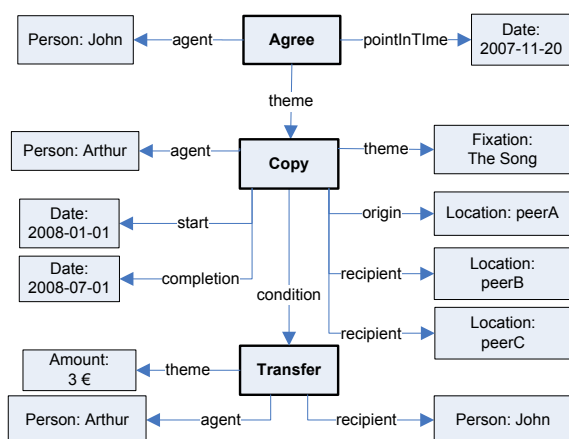 Person: John
agent
Agree
pointInTIme
Date:
2007-11-20
theme
Person: Arthur
agent
Copy
theme
Fixation:
The Song
Date:
2008-01-01
start
origin
Location: peerA
Date:
2008-07-01
completion
recipient
Location:
peerB
condition
recipient
Location:
peerC
Amount:
3 €
theme
Transfer
Person: Arthur
agent
recipient
Person: John